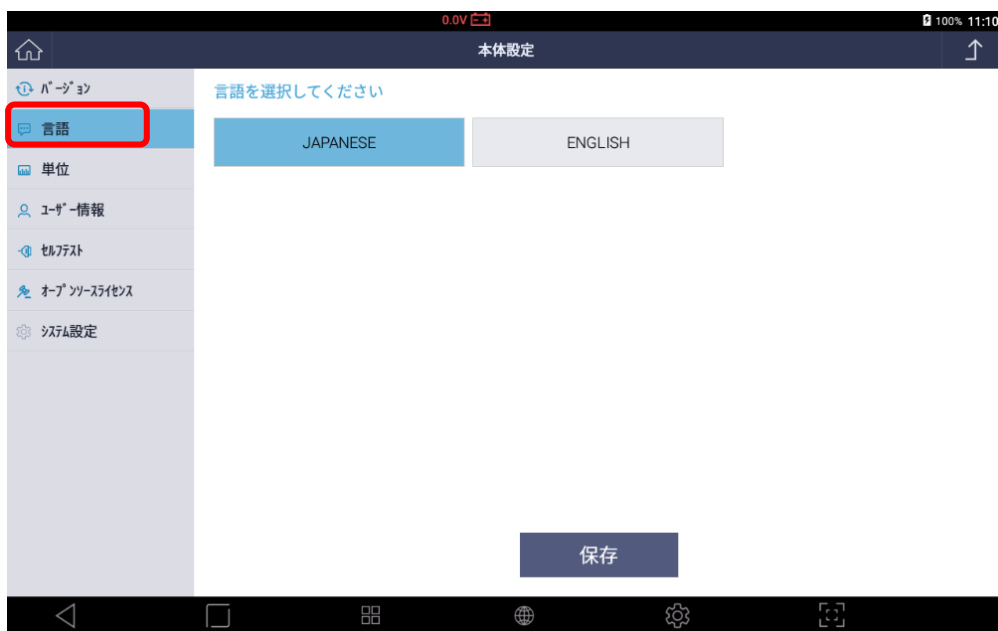 0.0V
100% 11:10
本体設定
ﾊﾞｰｼﾞｮﾝ
言語
単位
ﾕｰｻﾞｰ情報
ｾﾙﾌﾃｽﾄ
ｵｰﾌﾟﾝｿｰｽﾗｲｾﾝｽ
ｼｽﾃﾑ設定
言語を選択してください
JAPANESE
ENGLISH
保存